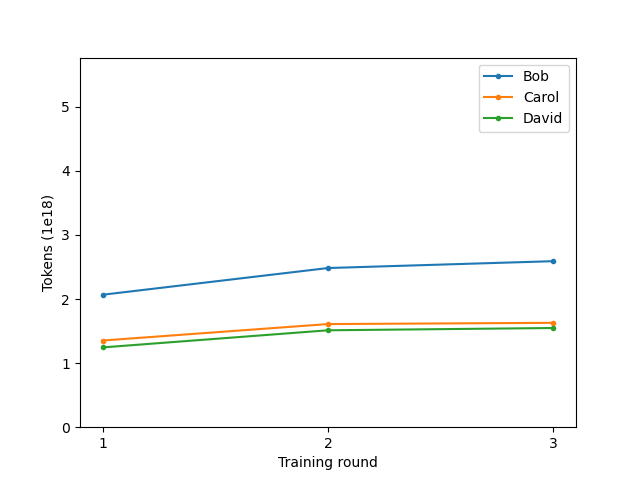 Bob
Carol
David
5
4
3
2
1
0
Tokens (1e18)
1 2 3
Training round